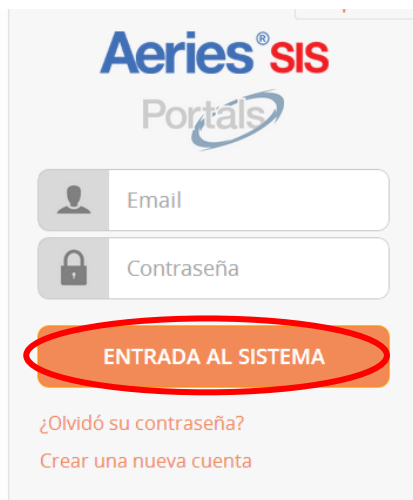 Aeries® SIS
Portals
Email
Contraseña
ENTRADA AL SISTEMA
¿Olvidó su contraseña?
Crear una nueva cuenta